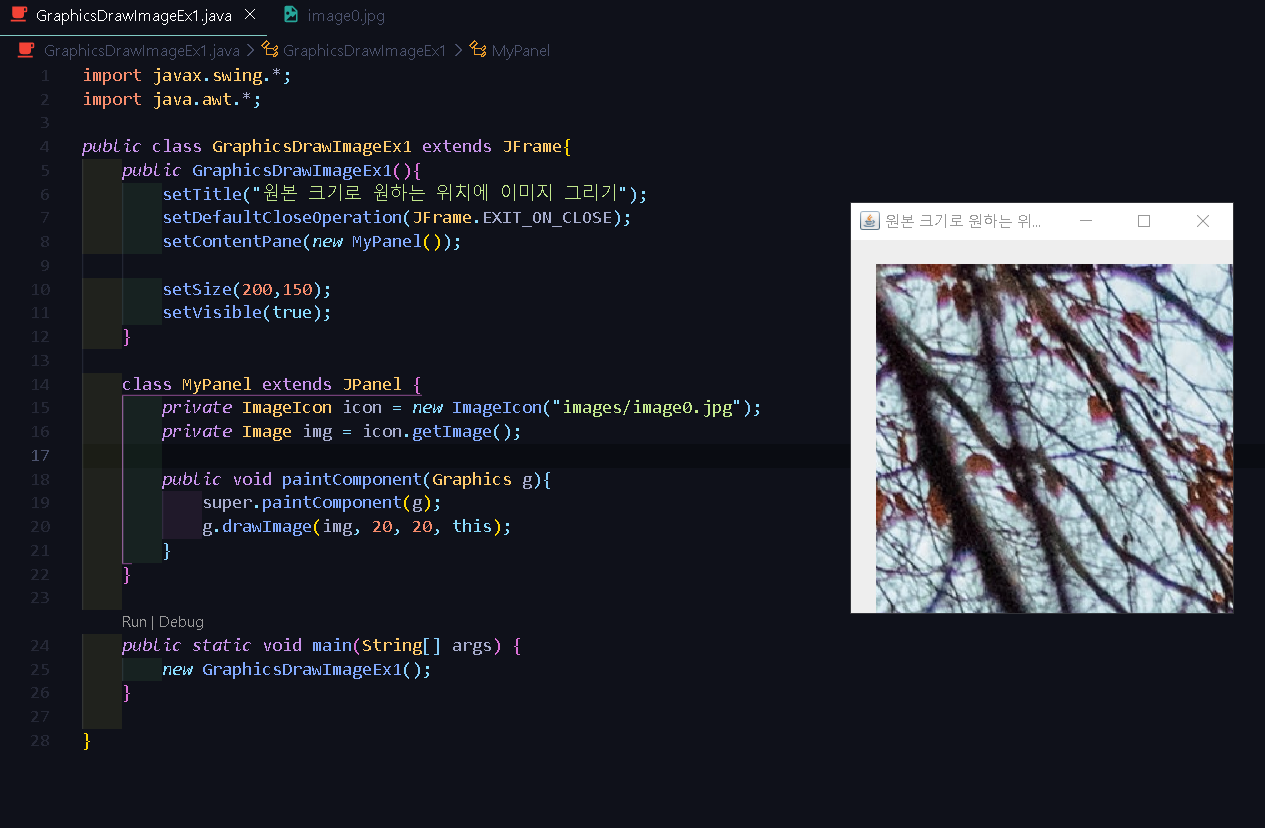 GraphicsDrawImageEx1.java × image0.jpg
GraphicsDrawImageEx1.java > GraphicsDrawImageEx1 > MyPanel
1 import javax.swing.*;
2 import java.awt.*;
3
4 public class GraphicsDrawImageEx1 extends JFrame{
5 public GraphicsDrawImageEx1(){
6 setTitle("원본 크기로 원하는 위치에 이미지 그리기");
7 setDefaultCloseOperation(JFrame.EXIT_ON_CLOSE);
8 setContentPane(new MyPanel());
9
10 setSize(200,150);
11 setVisible(true);
12 }
13
14 class MyPanel extends JPanel {
15 private ImageIcon icon = new ImageIcon("images/image0.jpg");
16 private Image img = icon.getImage();
17
18 public void paintComponent(Graphics g){
19 super.paintComponent(g);
20 g.drawImage(img, 20, 20, this);
21 }
22 }
23
Run | Debug
24 public static void main(String[] args) {
25 new GraphicsDrawImageEx1();
26 }
27
28 }
원본 크기로 원하는 위...